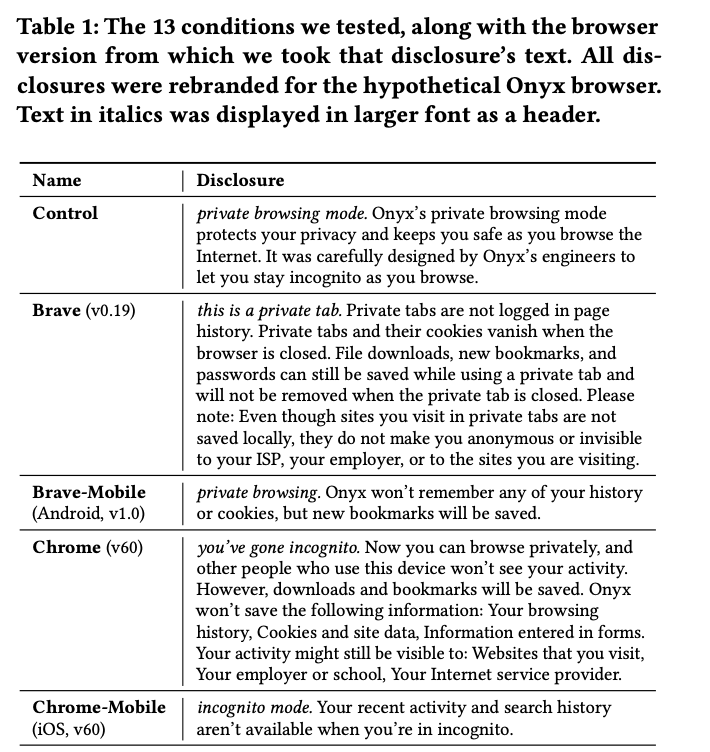 Table 1: The 13 conditions we tested, along with the browser
version from which we took that disclosure’s text. All dis-
closures were rebranded for the hypothetical Onyx browser.
Text in italics was displayed in larger font as a header.
Name Disclosure
Control private browsing mode. Onyx’s private browsing mode
protects your privacy and keeps you safe as you browse the
Internet. It was carefully designed by Onyx’s engineers to
let you stay incognito as you browse.
Brave (v0.19) this is a private tab. Private tabs are not logged in page
history. Private tabs and their cookies vanish when the
browser is closed. File downloads, new bookmarks, and
passwords can still be saved while using a private tab and
will not be removed when the private tab is closed. Please
note: Even though sites you visit in private tabs are not
saved locally, they do not make you anonymous or invisible
to your ISP, your employer, or to the sites you are visiting.
Brave-Mobile private browsing. Onyx won’t remember any of your history
(Android, v1.0) or cookies, but new bookmarks will be saved.
Chrome (v60) you’ve gone incognito. Now you can browse privately, and
other people who use this device won’t see your activity.
However, downloads and bookmarks will be saved. Onyx
won’t save the following information: Your browsing
history, Cookies and site data, Information entered in forms.
Your activity might still be visible to: Websites that you visit,
Your employer or school, Your Internet service provider.
Chrome-Mobile incognito mode. Your recent activity and search history
(iOS, v60) aren’t available when you’re in incognito.